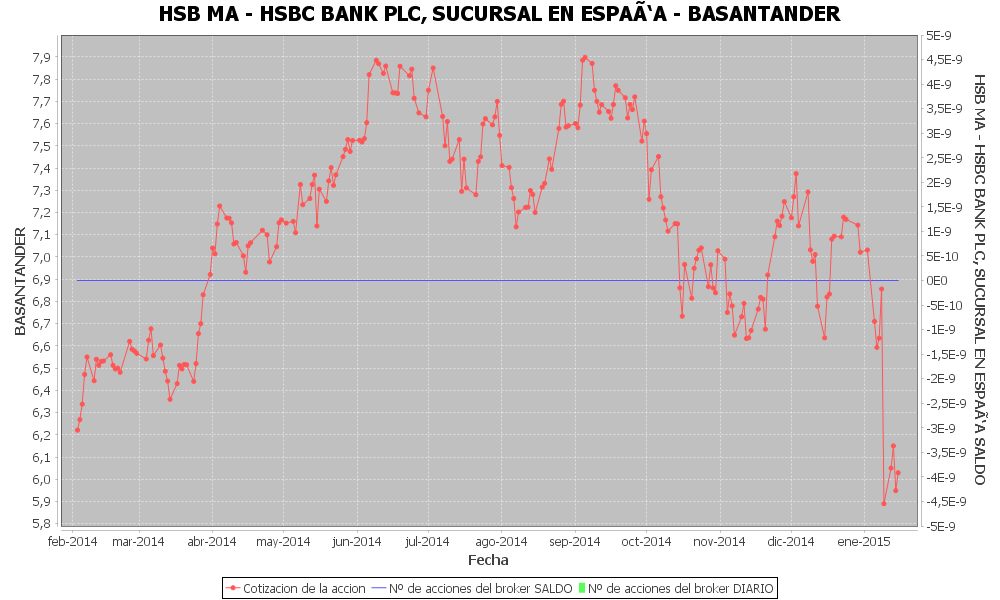 HSB MA - HSBC BANK PLC, SUCURSAL EN ESPAÃ‘A - BASANTANDER
BASANTANDER
7,9
7,8
7,7
7,6
7,5
7,4
7,3
7,2
7,1
7,0
6,9
6,8
6,7
6,6
6,5
6,4
6,3
6,2
6,1
6,0
5,9
5,8
5E-9
4,5E-9
4E-9
3,5E-9
3E-9
2,5E-9
2E-9
1,5E-9
1E-9
5E-10
0E0
-5E-10
-1E-9
-1,5E-9
-2E-9
-2,5E-9
-3E-9
-3,5E-9
-4E-9
-4,5E-9
-5E-9
HSB MA - HSBC BANK PLC, SUCURSAL EN ESPAÃ‘A SALDO
feb-2014 mar-2014 abr-2014 may-2014 jun-2014 jul-2014 ago-2014 sep-2014 oct-2014 nov-2014 dic-2014 ene-2015
Fecha
Cotizacion de la accion Nº de acciones del broker SALDO Nº de acciones del broker DIARIO